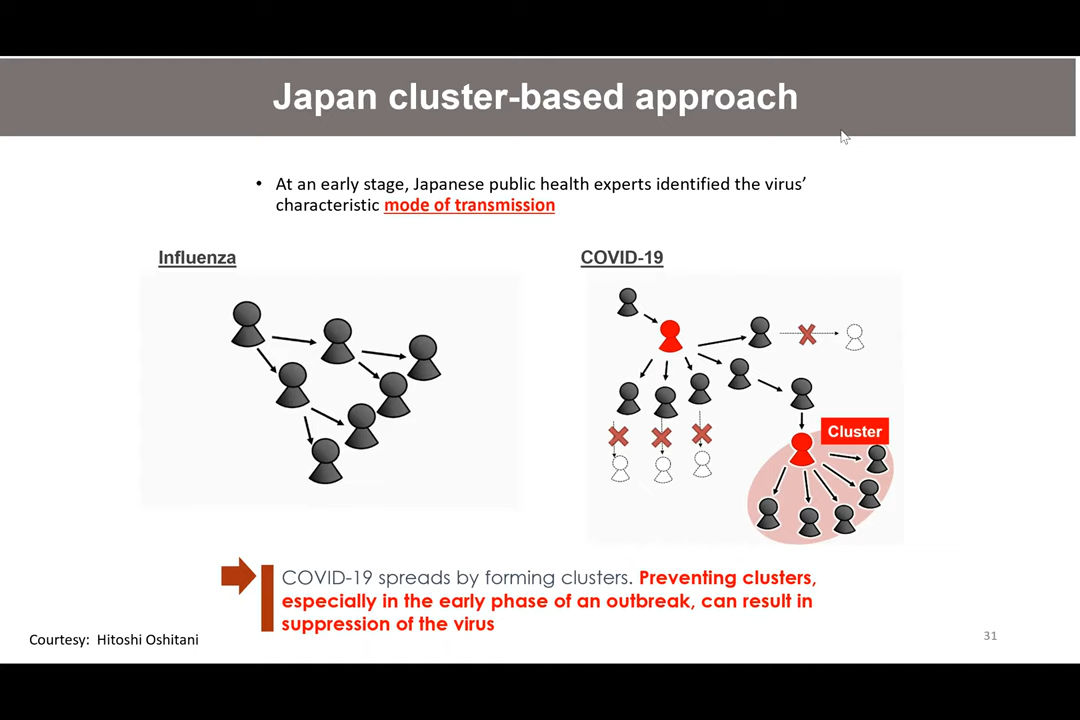 Japan cluster-based approach
• At an early stage, Japanese public health experts identified the virus’
characteristic mode of transmission
Influenza
COVID-19
Cluster
COVID-19 spreads by forming clusters. Preventing clusters,
especially in the early phase of an outbreak, can result in
suppression of the virus
Courtesy: Hitoshi Oshitani
31